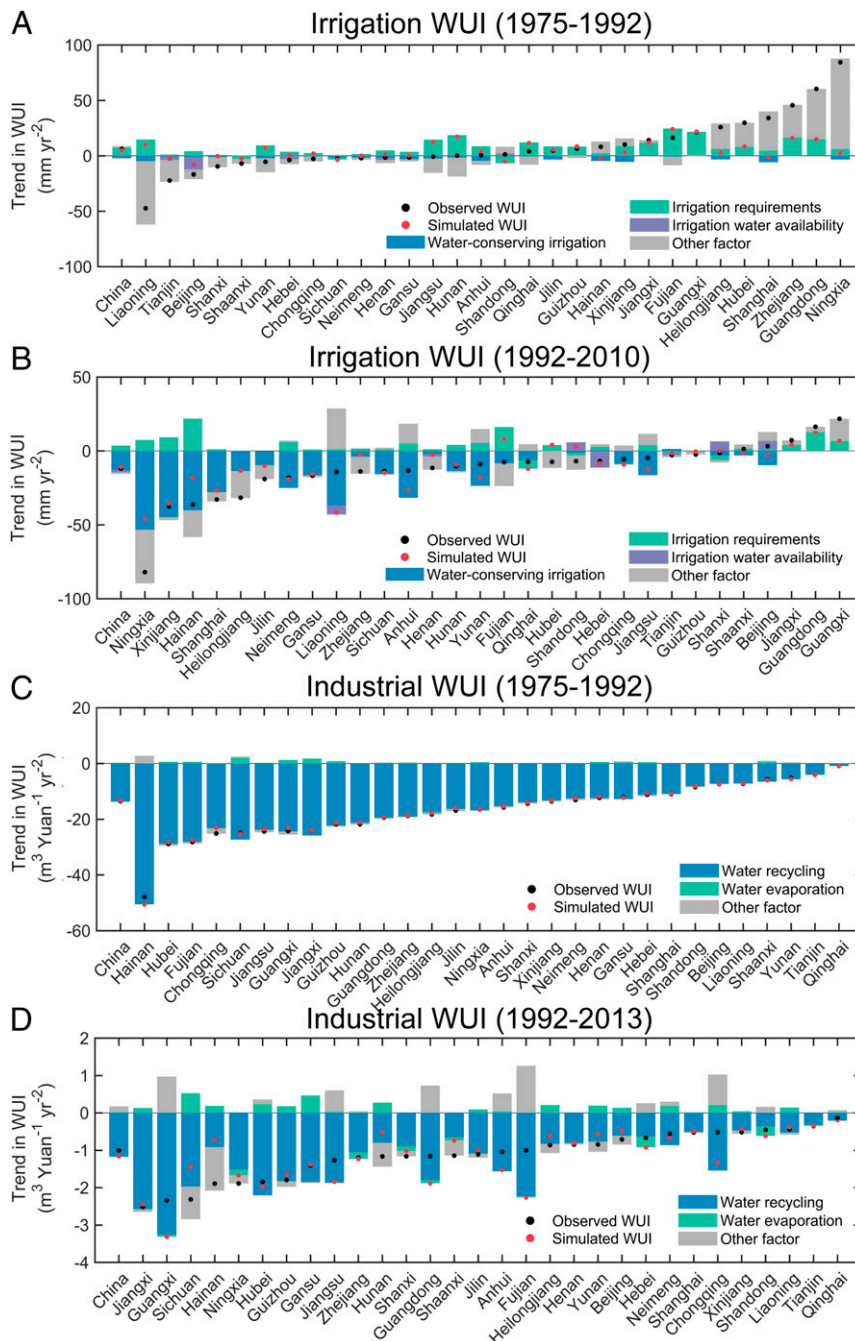 A
Irrigation WUI (1975-1992)
Trend in WUI
(mm yr-2)
100
50
0
-50
-100
Observed WUI
Simulated WUI
Water-conserving irrigation
Irrigation requirements
Irrigation water availability
Other factor
China
Liaoning
Tianjin
Beijing
Shanxi
Shaanxi
Yunan
Hebei
Chongqing
Sichuan
Neimeng
Henan
Gansu
Jiangsu
Hunan
Anhui
Shandong
Qinghai
Jilin
Guizhou
Hainan
Xinjiang
Jiangxi
Fujian
Guangxi
Heilongjiang
Hubei
Shanghai
Zhejiang
Guangdong
Ningxia
B
Irrigation WUI (1992-2010)
Trend in WUI
(mm yr-2)
50
0
-50
-100
Observed WUI
Simulated WUI
Water-conserving irrigation
Irrigation requirements
Irrigation water availability
Other factor
China
Ningxia
Xinjiang
Hainan
Shanghai
Heilongjiang
Jilin
Neimeng
Gansu
Liaoning
Zhejiang
Sichuan
Anhui
Henan
Hunan
Yunan
Fujian
Qinghai
Hubei
Shandong
Hebei
Chongqing
Jiangsu
Tianjin
Guizhou
Shanxi
Shaanxi
Beijing
Jiangxi
Guangdong
Guangxi
C
Industrial WUI (1975-1992)
Trend in WUI
(m3 Yuan-1 yr-2)
20
0
-20
-40
-60
Observed WUI
Simulated WUI
Water recycling
Water evaporation
Other factor
China
Hainan
Hubei
Fujian
Chongqing
Sichuan
Jiangsu
Guangxi
Jiangxi
Guizhou
Hunan
Guangdong
Zhejiang
Heilongjiang
Jilin
Ningxia
Anhui
Shanxi
Xinjiang
Neimeng
Henan
Gansu
Hebei
Shanghai
Shandong
Beijing
Liaoning
Shaanxi
Yunan
Tianjin
Qinghai
D
Industrial WUI (1992-2013)
Trend in WUI
(m3 Yuan-1 yr-2)
2
1
0
-1
-2
-3
-4
Observed WUI
Simulated WUI
Water recycling
Water evaporation
Other factor
China
Jiangxi
Guangxi
Sichuan
Hainan
Ningxia
Hubei
Guizhou
Gansu
Jiangsu
Zhejiang
Hunan
Shanxi
Guangdong
Shaanxi
Jilin
Anhui
Fujian
Heilongjiang
Henan
Yunan
Beijing
Hebei
Neimeng
Shanghai
Chongqing
Xinjiang
Shandong
Liaoning
Tianjin
Qinghai